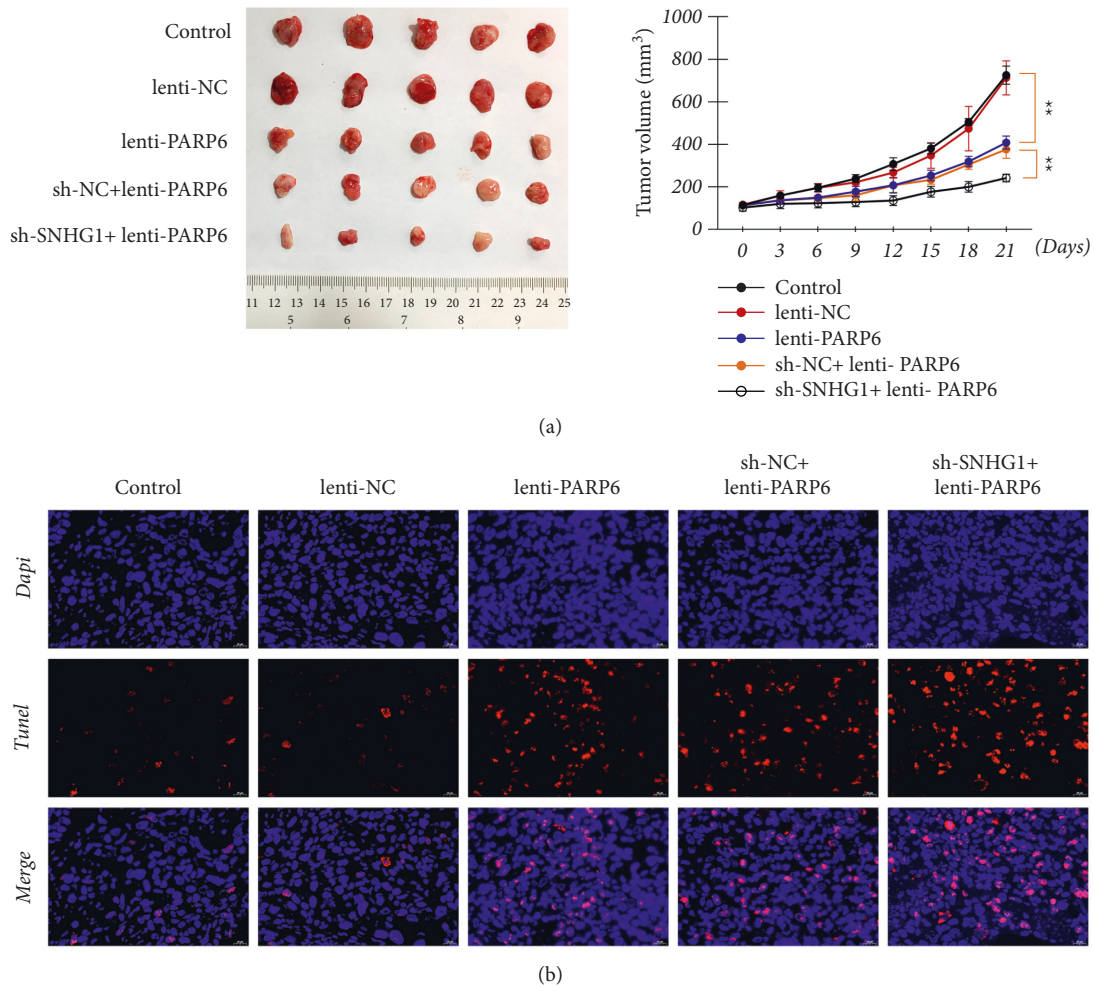 Control
lenti-NC
lenti-PARP6
sh-NC+lenti-PARP6
sh-SNHG1+ lenti-PARP6
11 12 13 14 15 16 17 18 19 20 21 22 23 24 25
5 6 7 8 9
Tumor volume (mm³)
1000
800
600
400
200
0
0 3 6 9 12 15 18 21 (Days)
**
**
Control
lenti-NC
lenti-PARP6
sh-NC+ lenti- PARP6
sh-SNHG1+ lenti- PARP6
(a)
Control
lenti-NC
lenti-PARP6
sh-NC+
lenti-PARP6
sh-SNHG1+
lenti-PARP6
Dapi
Tunel
Merge
(b)